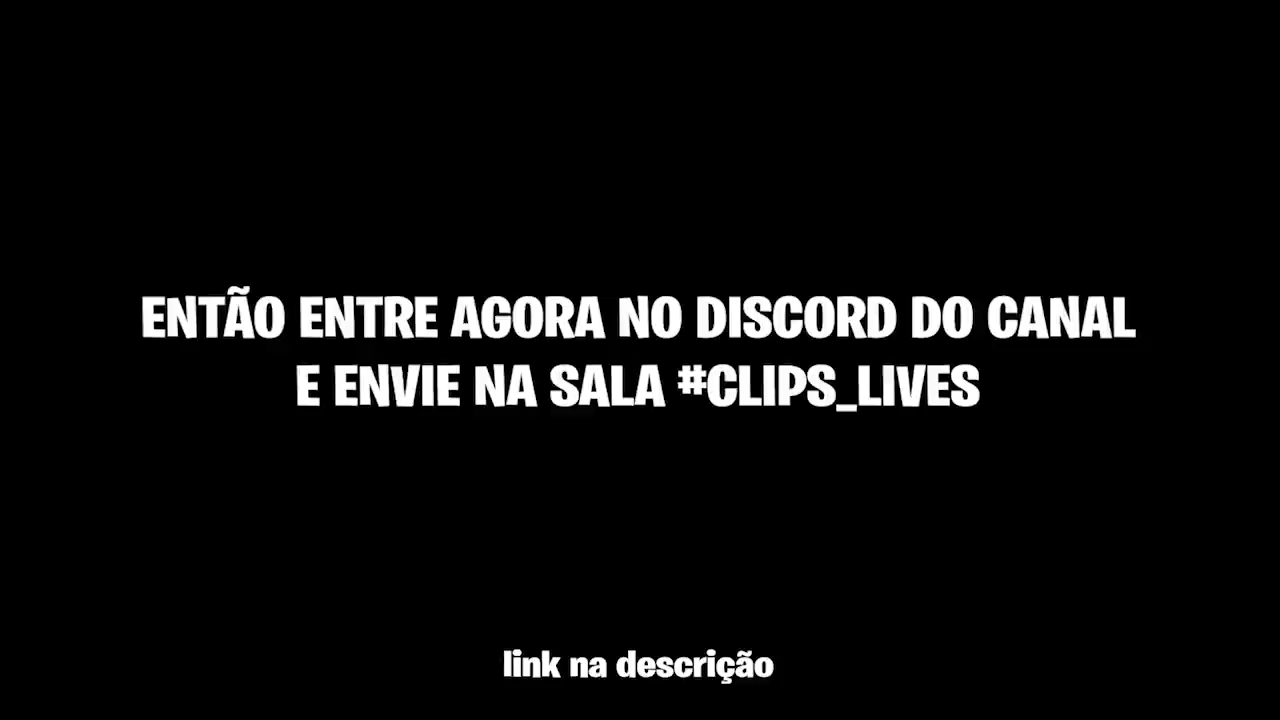 ENTÃO ENTRE AGORA NO DISCORD DO CANAL
E ENVIE NA SALA #CLIPS_LIVES
link na descrição